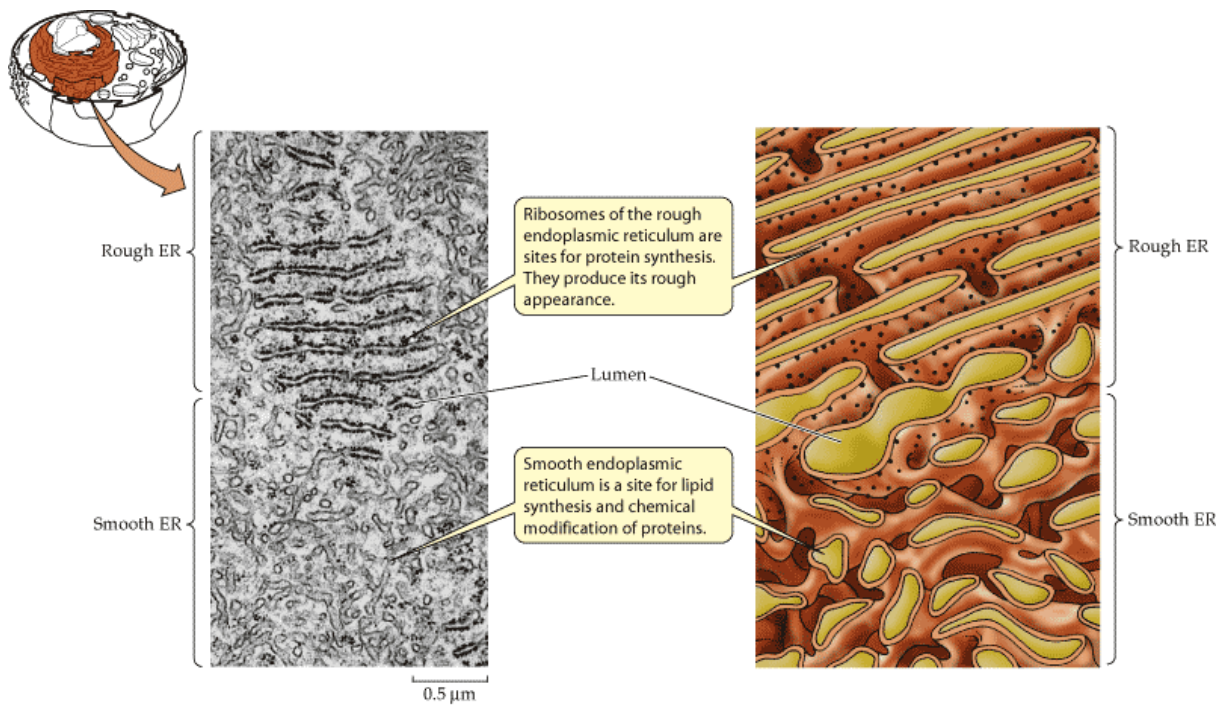 Rough ER
Ribosomes of the rough
endoplasmic reticulum are
sites for protein synthesis.
They produce its rough
appearance.
Rough ER
Lumen
Smooth ER
Smooth endoplasmic
reticulum is a site for lipid
synthesis and chemical
modification of proteins.
Smooth ER
0.5 μm